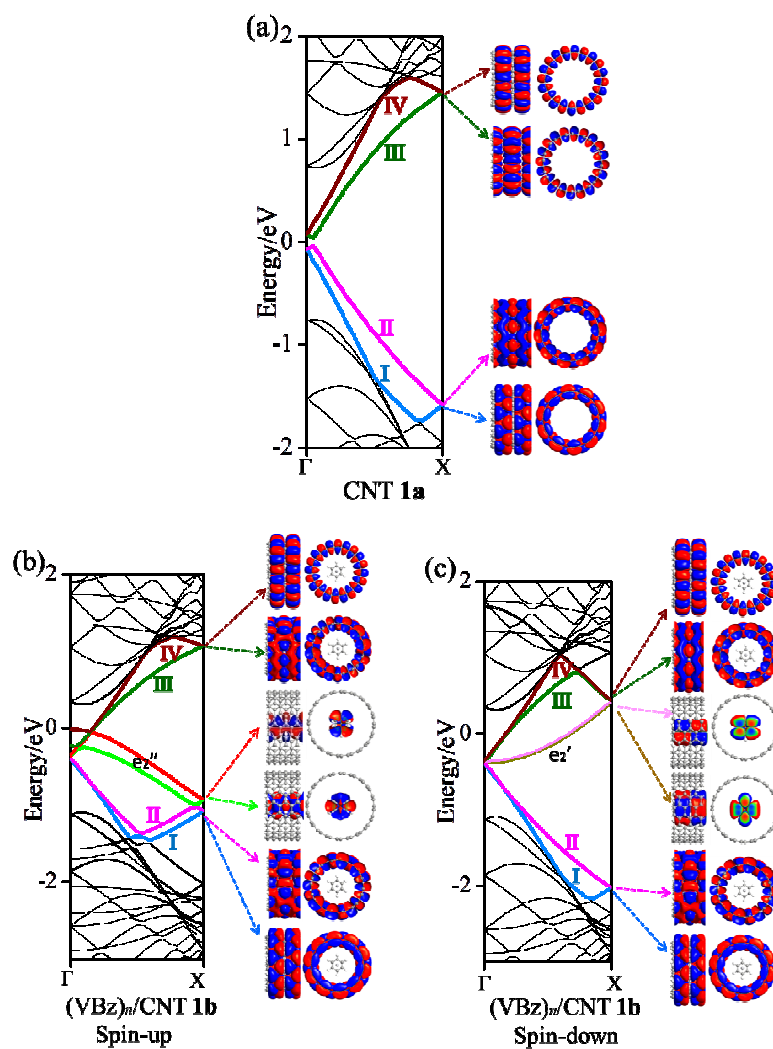 (a)
2
1
0
-1
-2
Energy/eV
IV
III
II
I
Γ X
CNT 1a
(b)
2
0
-2
Energy/eV
IV
III
e₂″
II
I
Γ X
(VBz)ₙ/CNT 1b
Spin-up
(c)
2
0
-2
Energy/eV
IV
III
e₂′
II
I
Γ X
(VBz)ₙ/CNT 1b
Spin-down